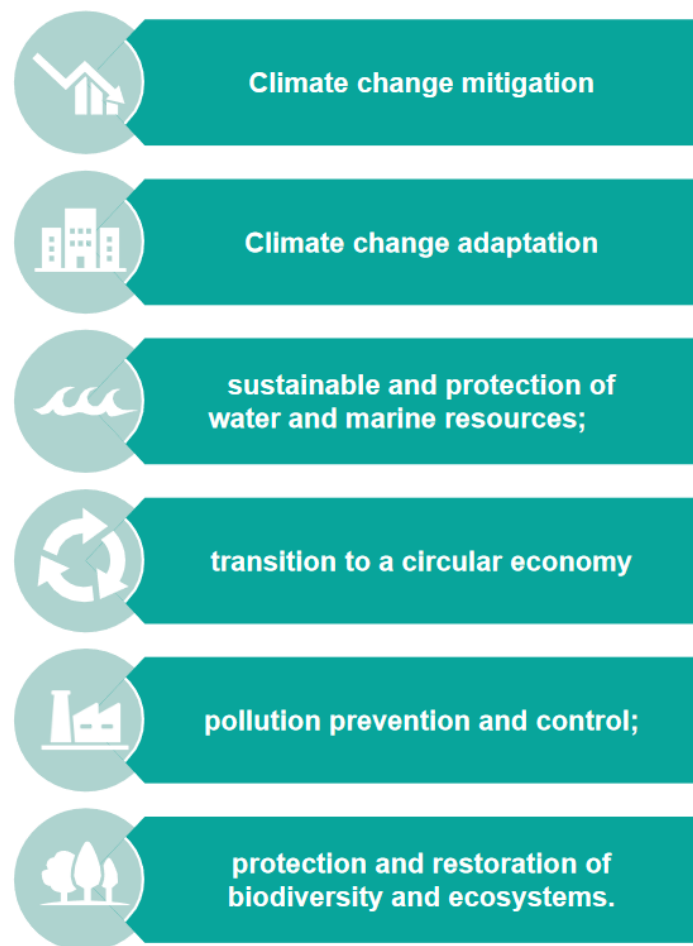 Climate change mitigation
Climate change adaptation
sustainable and protection of
water and marine resources;
transition to a circular economy
pollution prevention and control;
protection and restoration of
biodiversity and ecosystems.